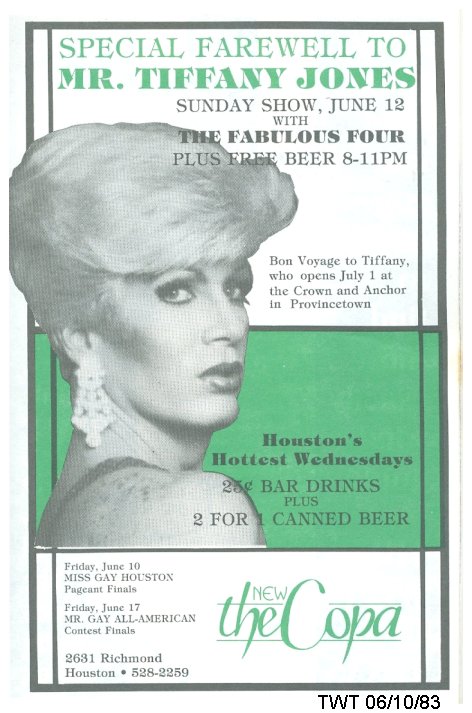 SPECIAL FAREWELL TO
MR. TIFFANY JONES
SUNDAY SHOW, JUNE 12
WITH
THE FABULOUS FOUR
PLUS FREE BEER 8-11PM
Bon Voyage to Tiffany,
who opens July 1 at
the Crown and Anchor
in Provincetown
Houston's
Hottest Wednesdays
25¢ BAR DRINKS
PLUS
2 FOR 1 CANNED BEER
Friday, June 10
MISS GAY HOUSTON
Pageant Finals
Friday, June 17
MR. GAY ALL-AMERICAN
Contest Finals
2631 Richmond
Houston • 528-2259
NEW
the Copa
TWT 06/10/83